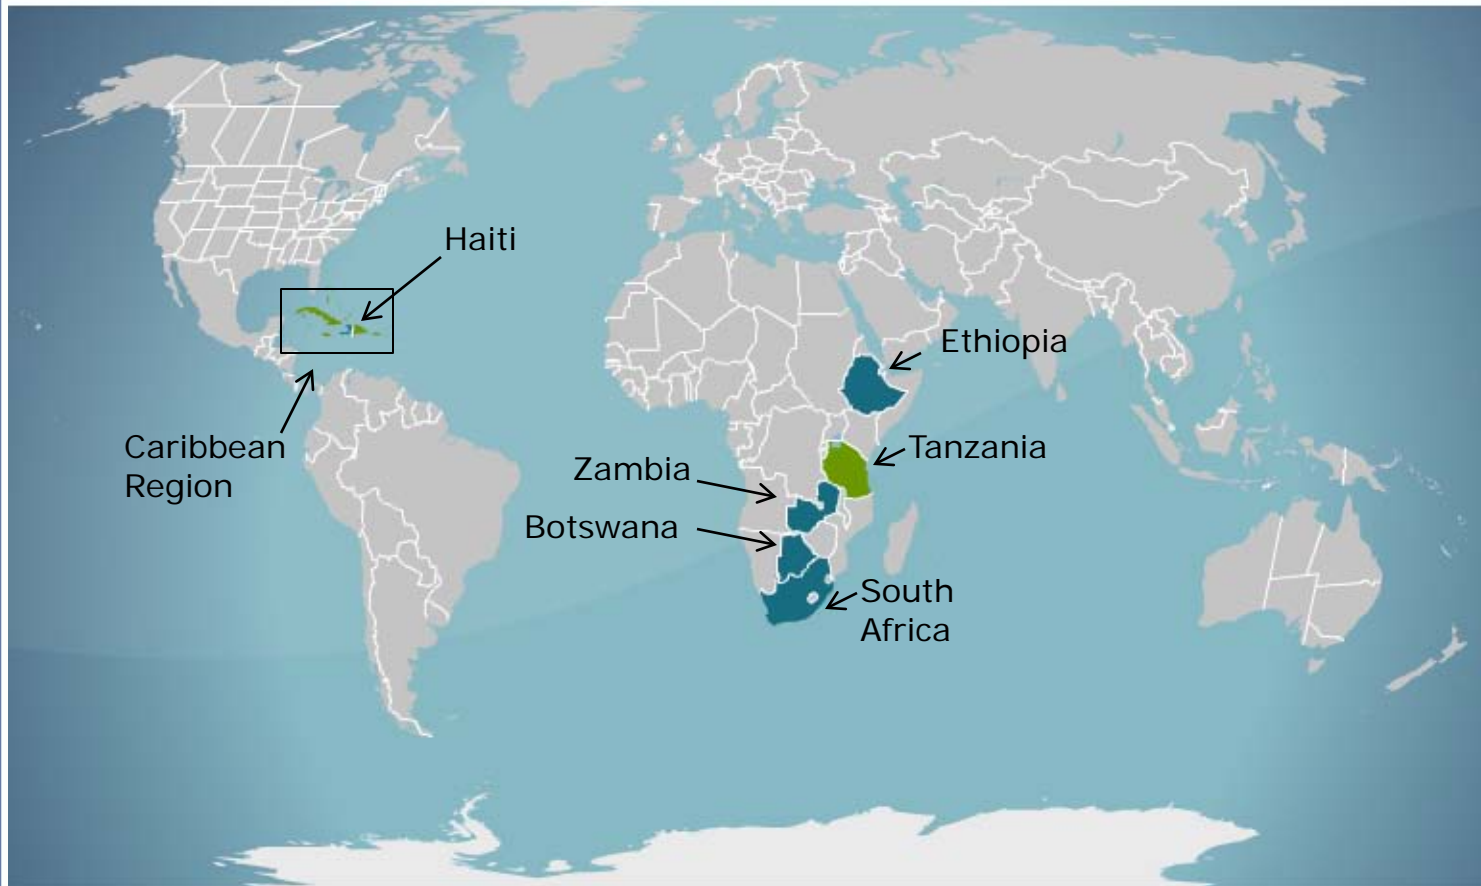 Haiti
Ethiopia
Caribbean
Region
Tanzania
Zambia
Botswana
South
Africa